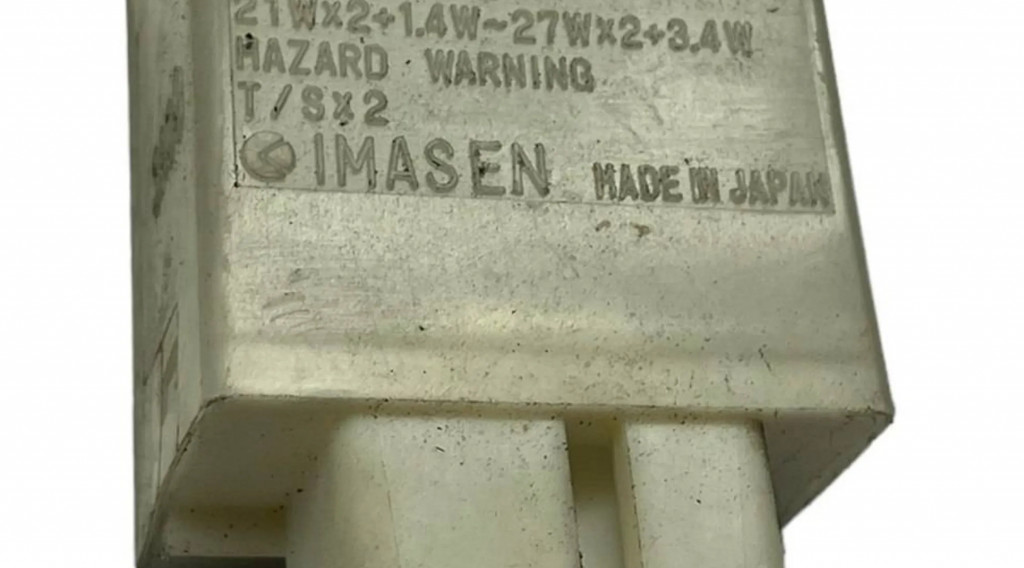 21W×2+1.4W~27W×2+3.4W
HAZARD WARNING
T/S×2
IMASEN MADE IN JAPAN